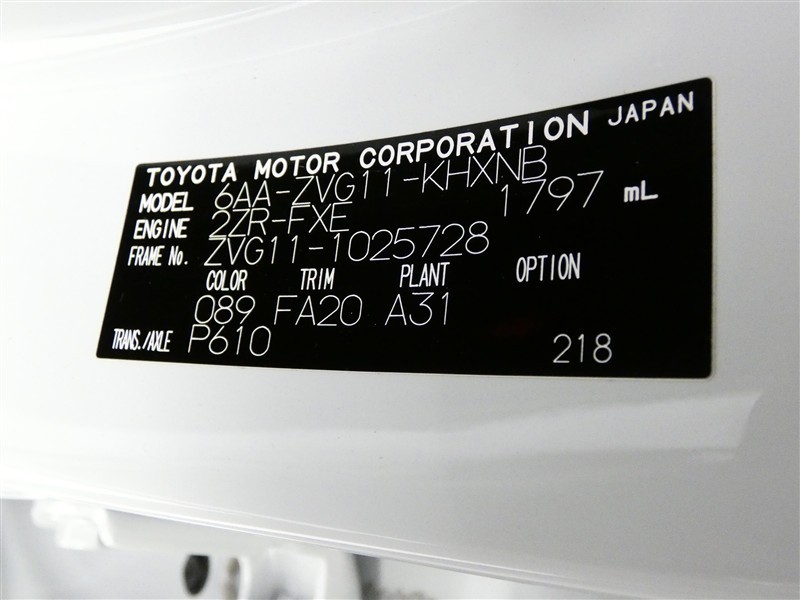 TOYOTA MOTOR CORPORATION JAPAN
MODEL 6AA-ZVG11-KHXNB
ENGINE 2ZR-FXE 1797 mL
FRAME No. ZVG11-1025728
COLOR TRIM PLANT OPTION
089 FA20 A31
TRANS./AXLE P610 218